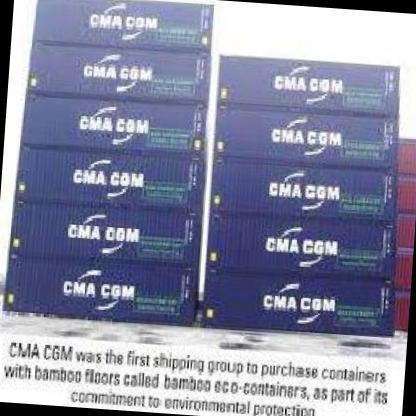 CMA CGM
CMA CGM
CMA CGM
CMA CGM
CMA CGM
CMA CGM
CMA CGM
CMA CGM
CMA CGM
CMA CGM
CMA CGM
CMA CGM was the first shipping group to purchase containers
with bamboo floors called bamboo eco-containers, as part of its
commitment to environmental protection